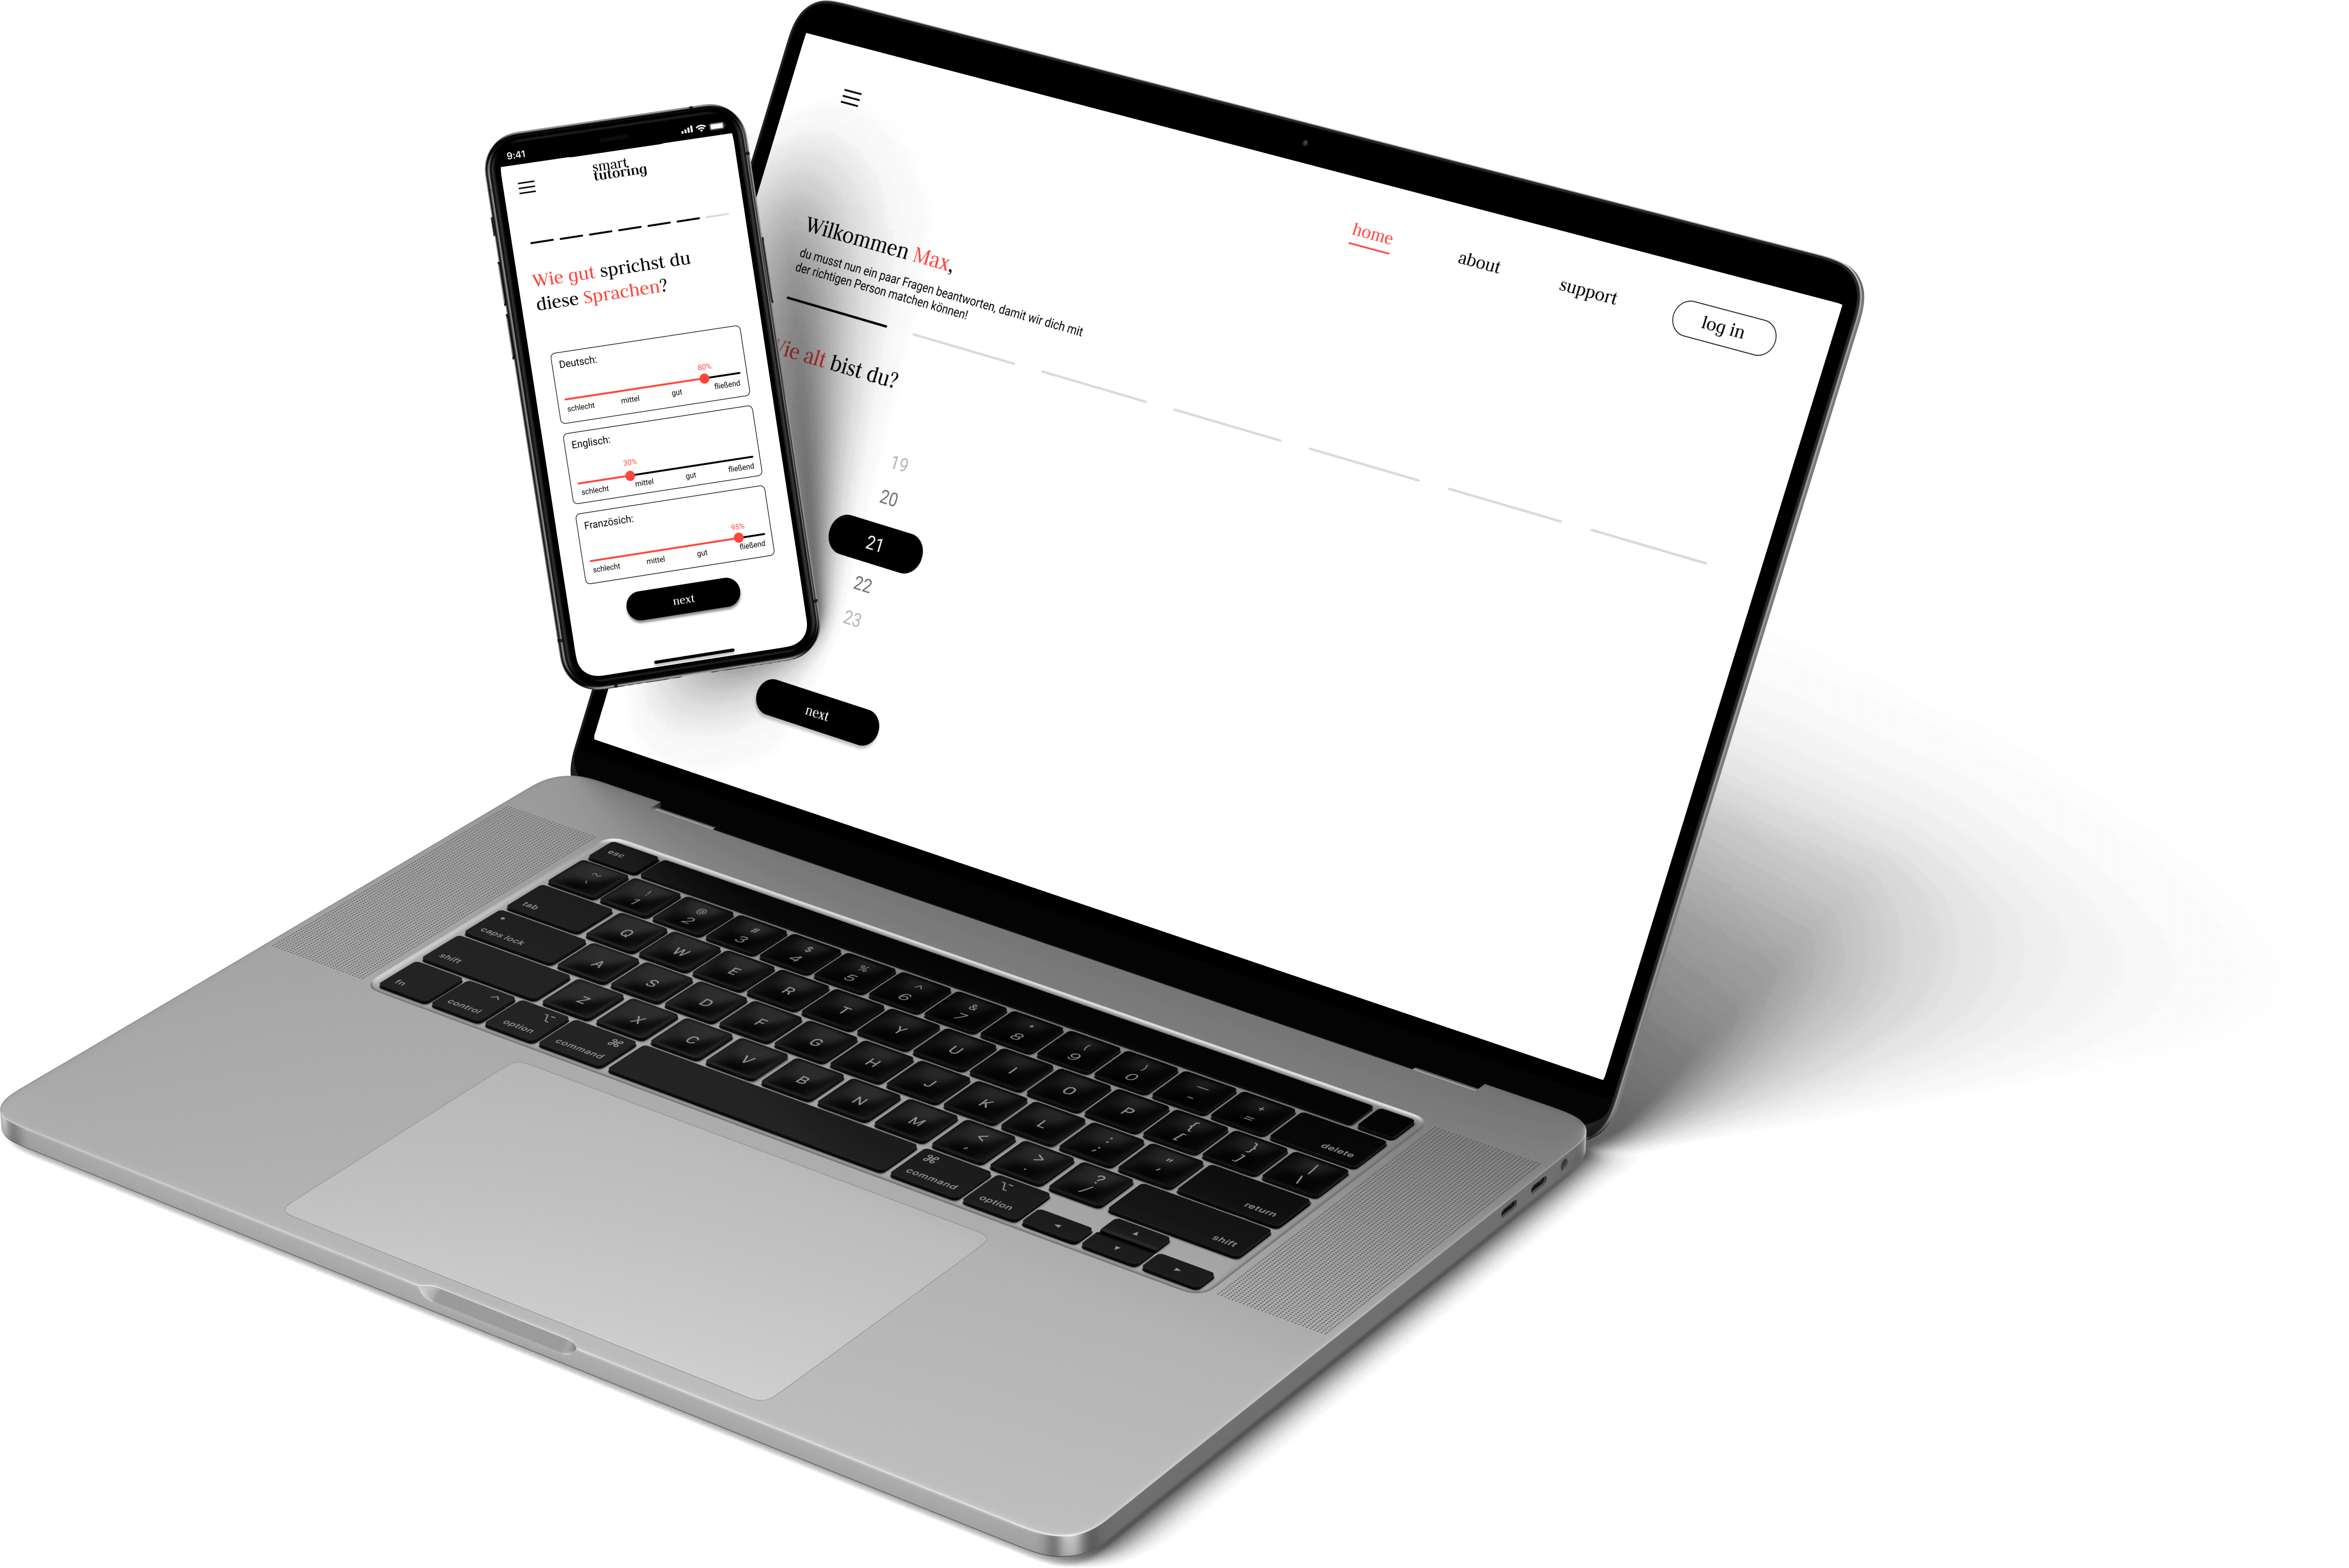 9:41
smart
tutoring
Wie gut sprichst du
diese Sprachen?
Deutsch:
80%
schlecht mittel gut fließend
Englisch:
30%
schlecht mittel gut fließend
Französich:
95%
schlecht mittel gut fließend
next
home about support log in
Wilkommen Max,
du musst nun ein paar Fragen beantworten, damit wir dich mit
der richtigen Person matchen können!
Wie alt bist du?
19
20
21
22
23
next
esc
~ ! 1 @ 2 # 3 $ 4 % 5 ^ 6 & 7 * 8 ( 9 ) 0 — - + = delete
tab Q W E R T Y U I O P { [ } ] | \
caps lock A S D F G H J K L : ; " ' return
shift Z X C V B N M < , > . ? / shift
fn control option command command option